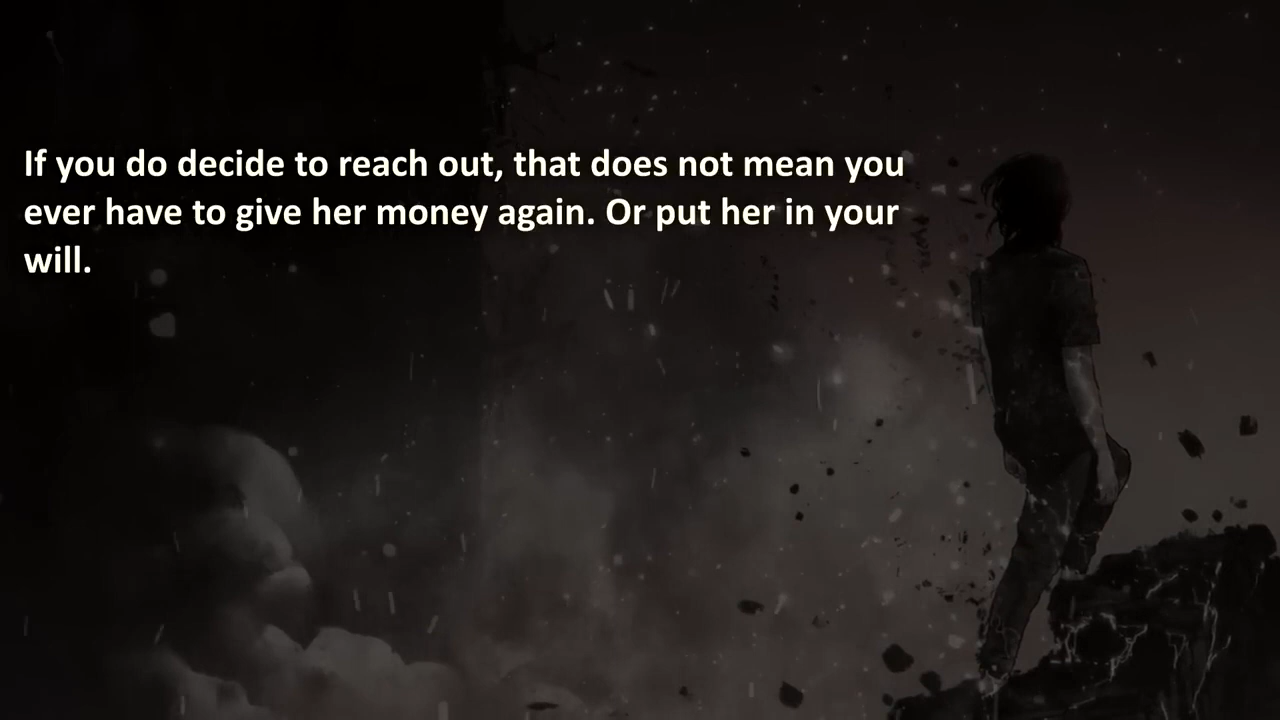 If you do decide to reach out, that does not mean you
ever have to give her money again. Or put her in your
will.